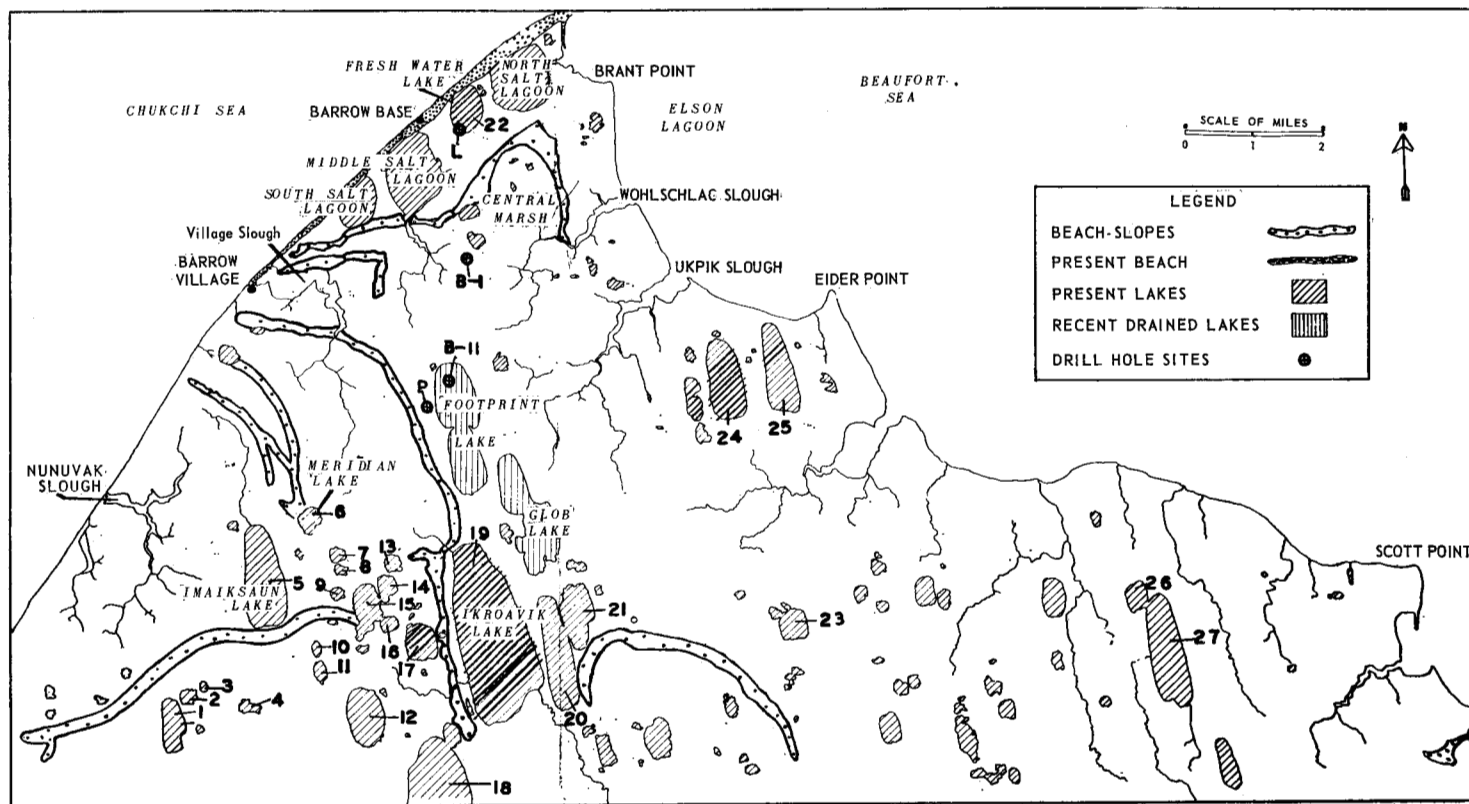 FRESH WATER
LAKE
NORTH
SALT
LAGOON
BRANT POINT
BEAUFORT
SEA
CHUKCHI SEA
BARROW BASE
22
ELSON
LAGOON
L
SCALE OF MILES
0 1 2
N
MIDDLE SALT
LAGOON
SOUTH SALT
LAGOON
CENTRAL
MARSH
WOHLSCHLAG SLOUGH
Village Slough
BARROW
VILLAGE
B-1
UKPIK SLOUGH
EIDER POINT
LEGEND
BEACH-SLOPES
PRESENT BEACH
PRESENT LAKES
RECENT DRAINED LAKES
DRILL HOLE SITES
B-11
P
FOOTPRINT
LAKE
24
25
NUNUVAK
SLOUGH
MERIDIAN
LAKE
6
GLOB
LAKE
19
SCOTT POINT
7
8
13
5
9
14
15
IMAIKSAUN
LAKE
16
17
IKROAVIK
LAKE
21
23
26
27
10
11
3
2
1
4
12
20
18